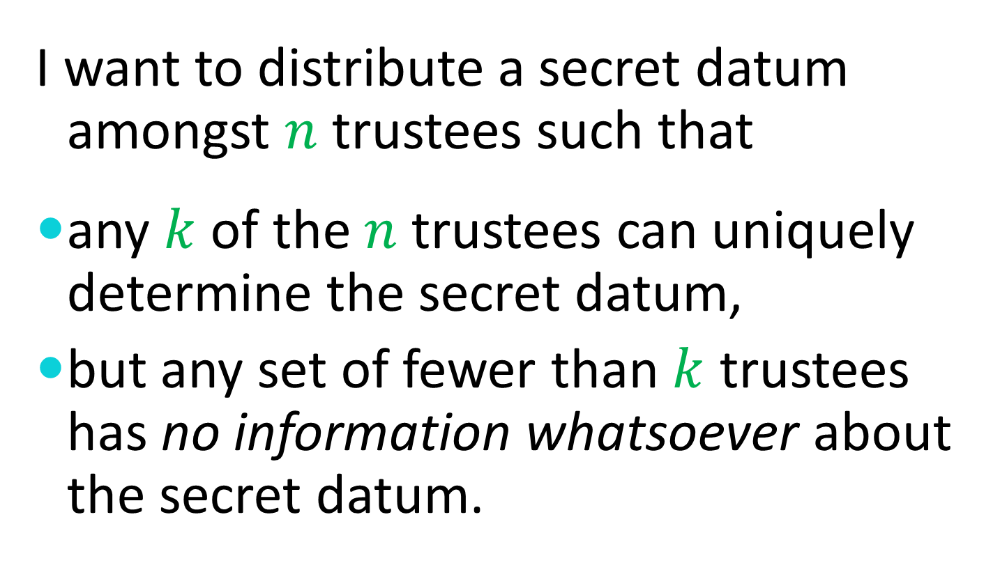 I want to distribute a secret datum
amongst n trustees such that
•any k of the n trustees can uniquely
determine the secret datum,
•but any set of fewer than k trustees
has no information whatsoever about
the secret datum.